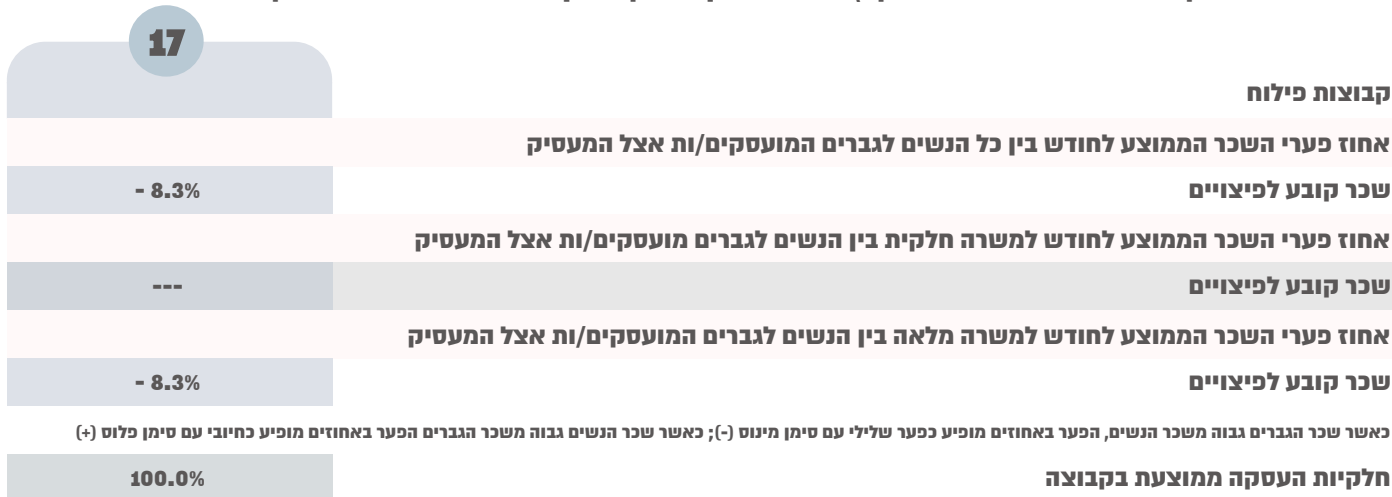 17
קבוצות פילוח
אחוז פערי השכר הממוצע לחודש בין כל הנשים לגברים המועסקים/ות אצל המעסיק
שכר קובע לפיצויים - 8.3%
אחוז פערי השכר הממוצע לחודש למשרה חלקית בין הנשים לגברים מועסקים/ות אצל המעסיק
שכר קובע לפיצויים ---
אחוז פערי השכר הממוצע לחודש למשרה מלאה בין הנשים לגברים המועסקים/ות אצל המעסיק
שכר קובע לפיצויים - 8.3%
כאשר שכר הגברים גבוה משכר הנשים, הפער באחוזים מופיע כפער שלילי עם סימן מינוס (-); כאשר שכר הנשים גבוה משכר הגברים הפער באחוזים מופיע כחיובי עם סימן פלוס (+)
חלקיות העסקה ממוצעת בקבוצה 100.0%